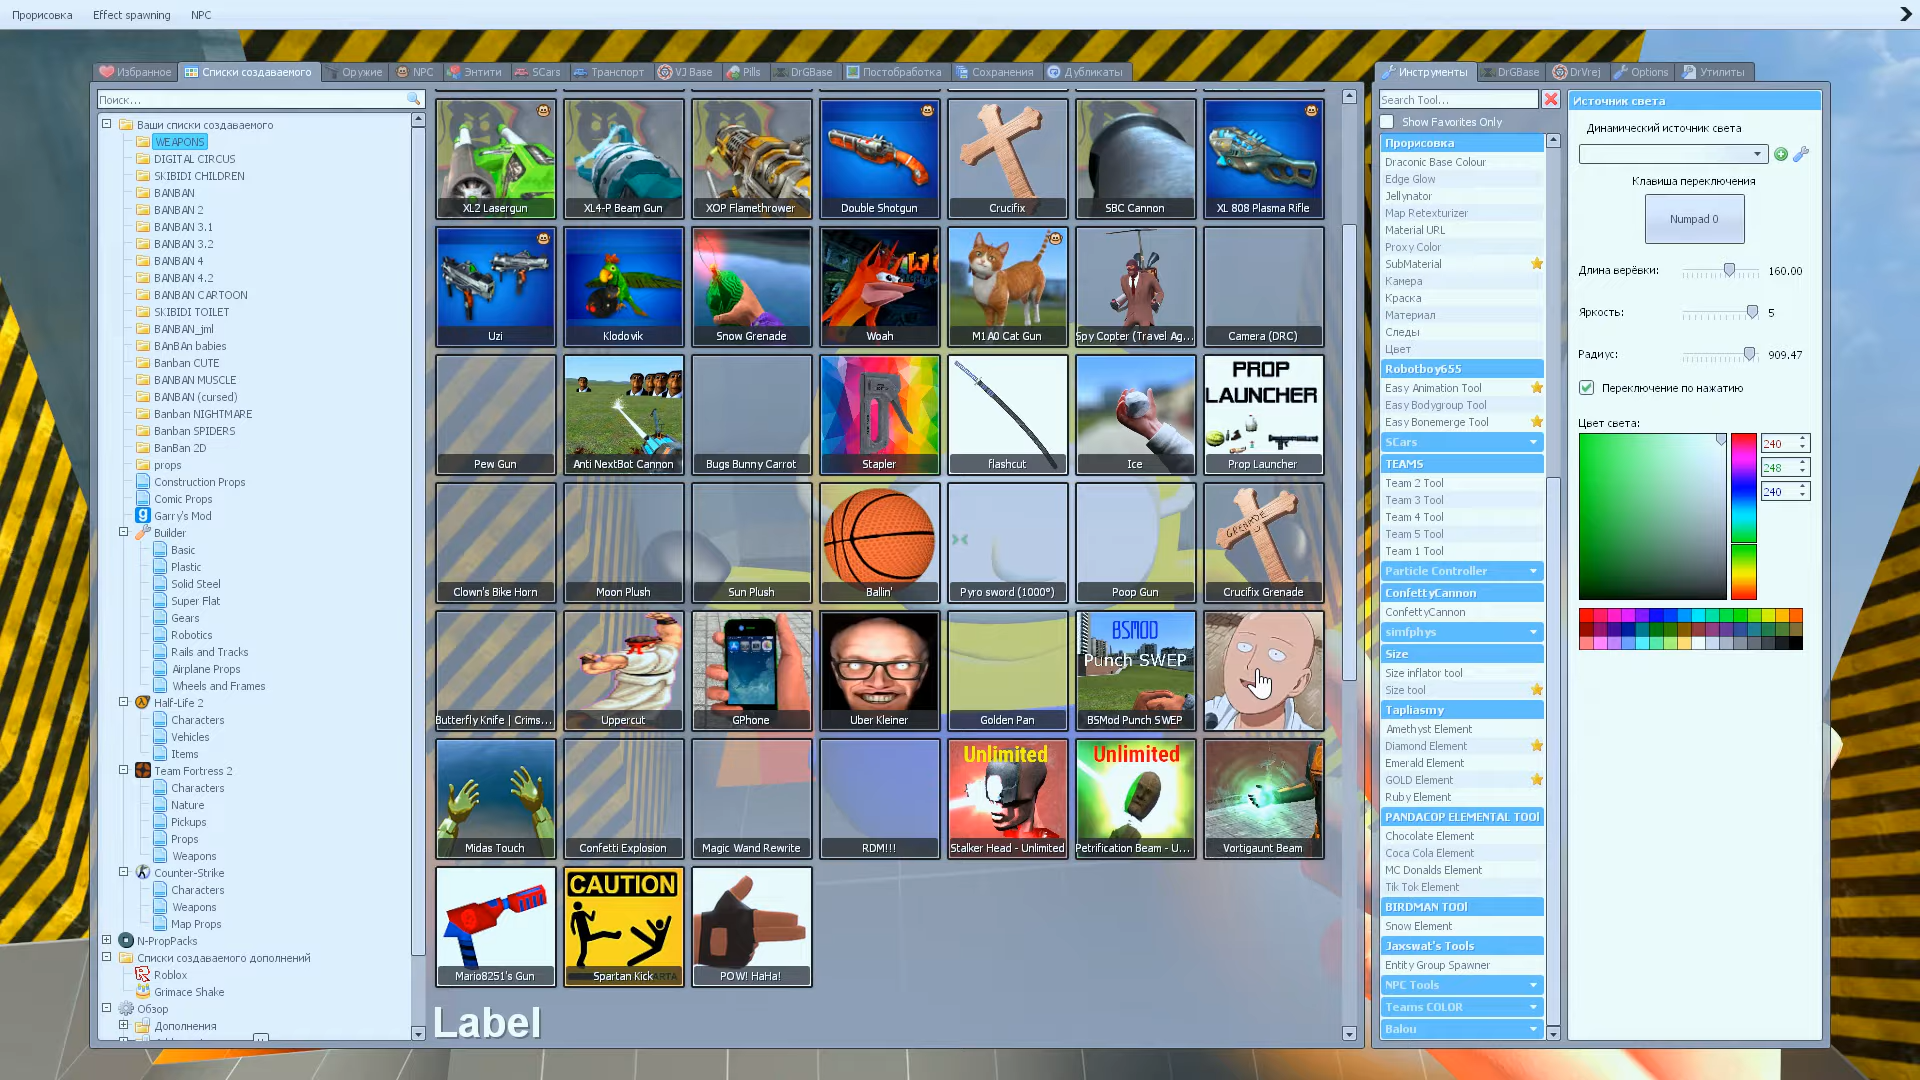 Прорисовка
Effect spawning
NPC
Избранное
Списки создаваемого
Оружие
NPC
Энтити
SCars
Транспорт
VJ Base
Pills
DrGBase
Постобработка
Сохранения
Дубликаты
Поиск...
Ваши списки создаваемого
WEAPONS
DIGITAL CIRCUS
SKIBIDI CHILDREN
BANBAN
BANBAN 2
BANBAN 3.1
BANBAN 3.2
BANBAN 4
BANBAN 4.2
BANBAN CARTOON
SKIBIDI TOILET
BANBAN_jml
BAnBAn babies
Banban CUTE
BANBAN MUSCLE
BANBAN (cursed)
Banban NIGHTMARE
Banban SPIDERS
BanBan 2D
props
Construction Props
Comic Props
Garry's Mod
Builder
Basic
Plastic
Solid Steel
Super Flat
Gears
Robotics
Rails and Tracks
Airplane Props
Wheels and Frames
Half-Life 2
Characters
Vehicles
Items
Team Fortress 2
Characters
Nature
Pickups
Props
Weapons
Counter-Strike
Characters
Weapons
Map Props
N-PropPacks
Списки создаваемого дополнений
Roblox
Grimace Shake
Обзор
Дополнения
XL2 Lasergun
XL4-P Beam Gun
XOP Flamethrower
Double Shotgun
Crucifix
SBC Cannon
XL 808 Plasma Rifle
Uzi
Klodovik
Snow Grenade
Woah
M1A0 Cat Gun
Spy Copter (Travel Ag...
Camera (DRC)
Pew Gun
Anti NextBot Cannon
Bugs Bunny Carrot
Stapler
flashcut
Ice
PROP
LAUNCHER
Prop Launcher
Clown's Bike Horn
Moon Plush
Sun Plush
Ballin'
Pyro sword (1000°)
Poop Gun
GRENADE
Crucifix Grenade
Butterfly Knife | Crims...
Uppercut
GPhone
Uber Kleiner
Golden Pan
BSMOD
Punch SWEP
BSMod Punch SWEP
Midas Touch
Confetti Explosion
Magic Wand Rewrite
RDM!!!
Unlimited
Stalker Head - Unlimited
Unlimited
Petrification Beam - U...
Vortigaunt Beam
Mario8251's Gun
CAUTION
Spartan Kick
POW! HaHa!
Label
Инструменты
DrGBase
DrVrej
Options
Утилиты
Search Tool...
Show Favorites Only
Прорисовка
Draconic Base Colour
Edge Glow
Jellynator
Map Retexturizer
Material URL
Proxy Color
SubMaterial
Камера
Краска
Материал
Следы
Цвет
Robotboy655
Easy Animation Tool
Easy Bodygroup Tool
Easy Bonemerge Tool
SCars
TEAMS
Team 2 Tool
Team 3 Tool
Team 4 Tool
Team 5 Tool
Team 1 Tool
Particle Controller
ConfettyCannon
ConfettyCannon
simfphys
Size
Size inflator tool
Size tool
Tapliasmy
Amethyst Element
Diamond Element
Emerald Element
GOLD Element
Ruby Element
PANDACOP ELEMENTAL TOOl
Chocolate Element
Coca Cola Element
MC Donalds Element
Tik Tok Element
BIRDMAN TOOl
Snow Element
Jaxswat's Tools
Entity Group Spawner
NPC Tools
Teams COLOR
Balou
Источник света
Динамический источник света
Клавиша переключения
Numpad 0
Длина верёвки: 160.00
Яркость: 5
Радиус: 909.47
Переключение по нажатию
Цвет света:
240
248
240